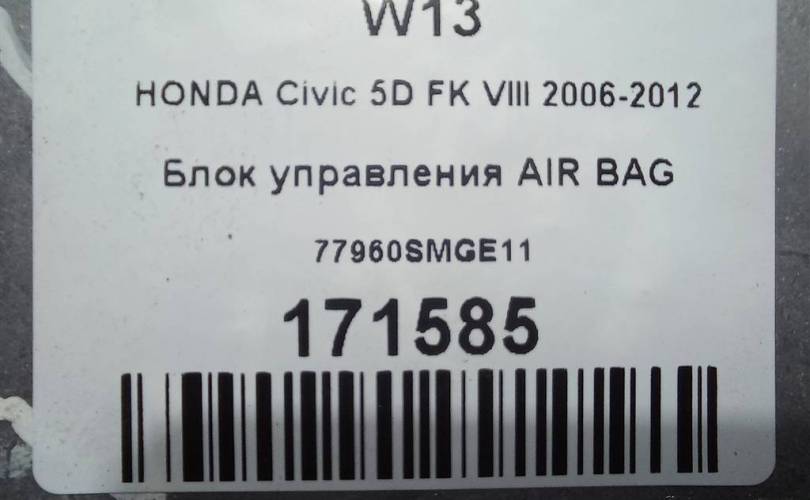 W13
HONDA Civic 5D FK VIII 2006-2012
Блок управления AIR BAG
77960SMGE11
171585